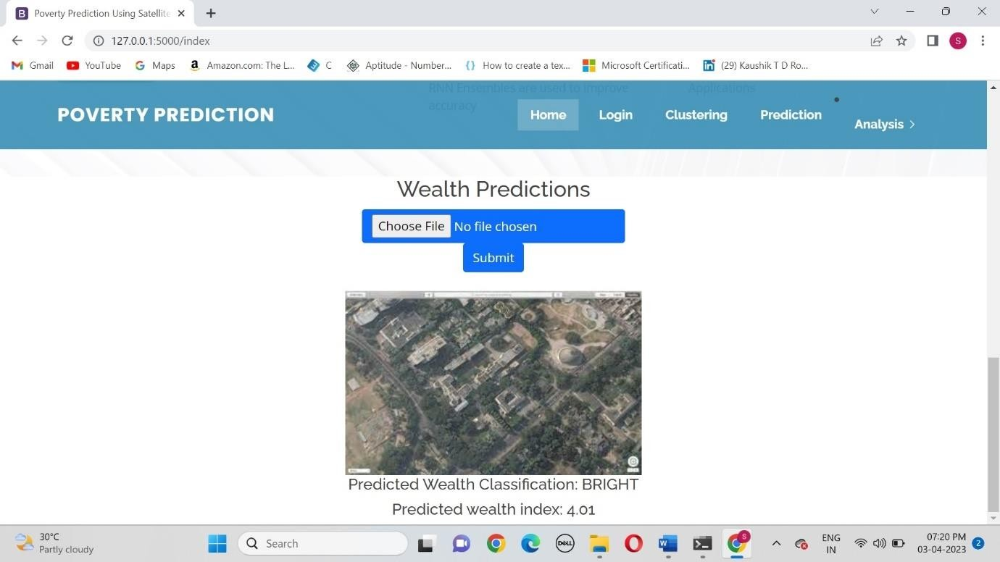 Poverty Prediction Using Satellite
127.0.0.1:5000/index
S
Gmail
YouTube
Maps
Amazon.com: The L...
C
Aptitude - Number...
How to create a tex...
Microsoft Certificati...
(29) Kaushik T D Ro...
RNN Ensembles are used to improve
accuracy
Applications
POVERTY PREDICTION
Home
Login
Clustering
Prediction
Analysis >
Wealth Predictions
Choose File No file chosen
Submit
Predicted Wealth Classification: BRIGHT
Predicted wealth index: 4.01
30°C
Partly cloudy
Search
DELL
S
ENG
IN
07:20 PM
03-04-2023
2